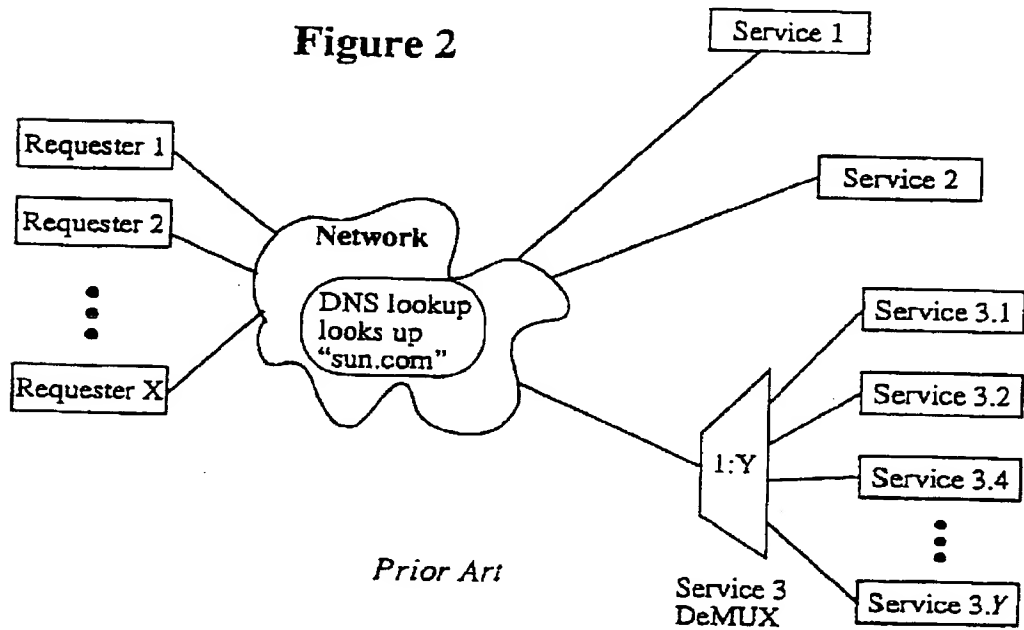 Figure 2
Service 1
Requester 1
Service 2
Requester 2
Network
DNS lookup
looks up
“sun.com”
Service 3.1
Requester X
Service 3.2
1:Y
Service 3.4
Prior Art
Service 3
DeMUX
Service 3.Y